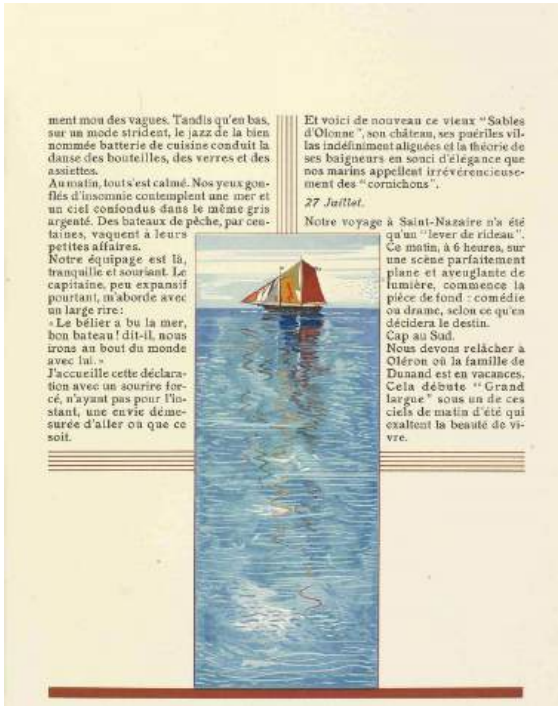 ment mou des vagues. Tandis qu'en bas,
sur un mode strident, le jazz de la bien
nommée batterie de cuisine conduit la
danse des bouteilles, des verres et des
assiettes.
Au matin, tout s'est calmé. Nos yeux gon-
flés d'insomnie contemplent une mer et
un ciel confondus dans le même gris
argenté. Des bateaux de pêche, par cen-
taines, vaquent à leurs
petites affaires.
Notre équipage est là,
tranquille et souriant. Le
capitaine, peu expansif
pourtant, m'aborde avec
un large rire :
« Le bélier a bu la mer,
bon bateau ! dit-il, nous
irons au bout du monde
avec lui. »
J'accueille cette déclara-
tion avec un sourire for-
cé, n'ayant pas pour l'in-
stant, une envie déme-
surée d'aller où que ce
soit.
Et voici de nouveau ce vieux "Sables
d'Olonne", son château, ses puériles vil-
las indéfiniment alignées et la théorie de
ses baigneurs en souci d'élégance que
nos marins appellent irrévérencieuse-
ment des "cornichons".
27 Juillet.
Notre voyage à Saint-Nazaire n'a été
qu'un "lever de rideau".
Ce matin, à 6 heures, sur
une scène parfaitement
plane et aveuglante de
lumière, commence la
pièce de fond : comédie
ou drame, selon ce qu'en
décidera le destin.
Cap au Sud.
Nous devons relâcher à
Oléron où la famille de
Dunand est en vacances.
Cela débute "Grand
largue" sous un de ces
ciels de matin d'été qui
exaltent la beauté de vi-
vre.